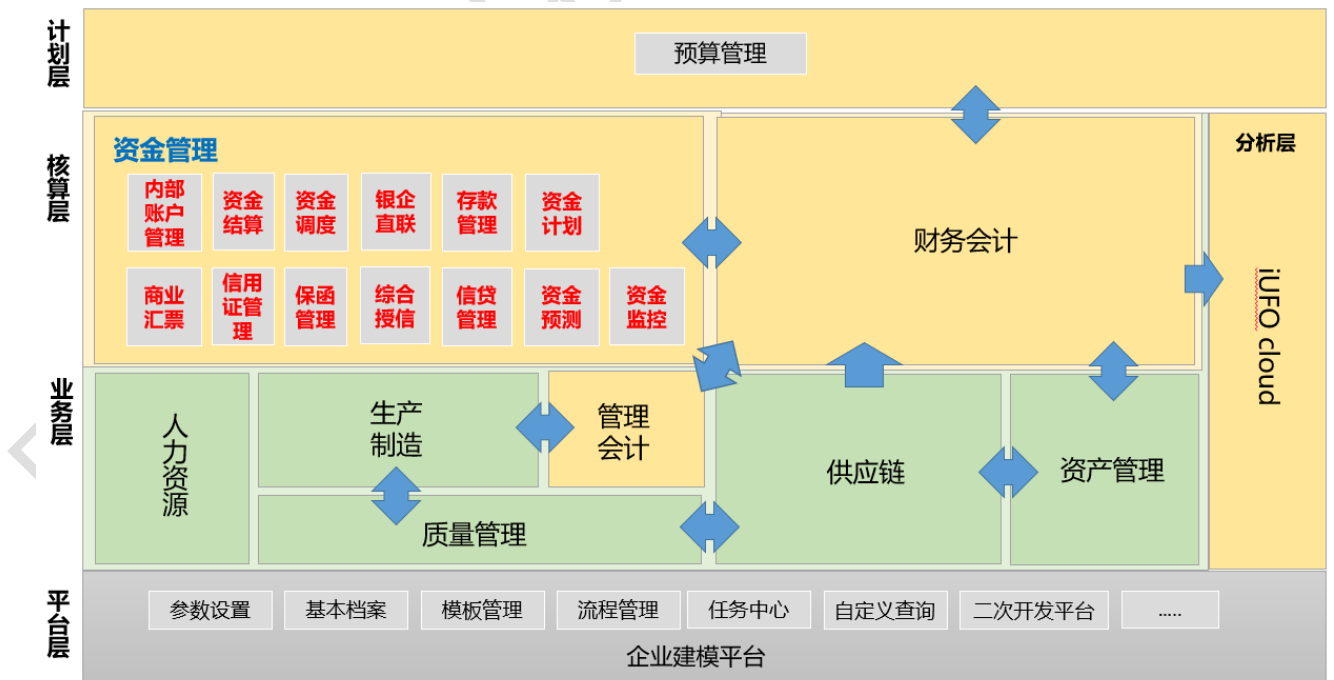 计划层
预算管理
核算层
资金管理
内部
账户
管理
资金
结算
资金
调度
银企
直联
存款
管理
资金
计划
商业
汇票
信用
证管
理
保函
管理
综合
授信
信贷
管理
资金
预测
资金
监控
财务会计
分析层
iUFO cloud
业务层
人力资源
生产
制造
管理
会计
质量管理
供应链
资产管理
平台层
参数设置
基本档案
模板管理
流程管理
任务中心
自定义查询
二次开发平台
.....
企业建模平台